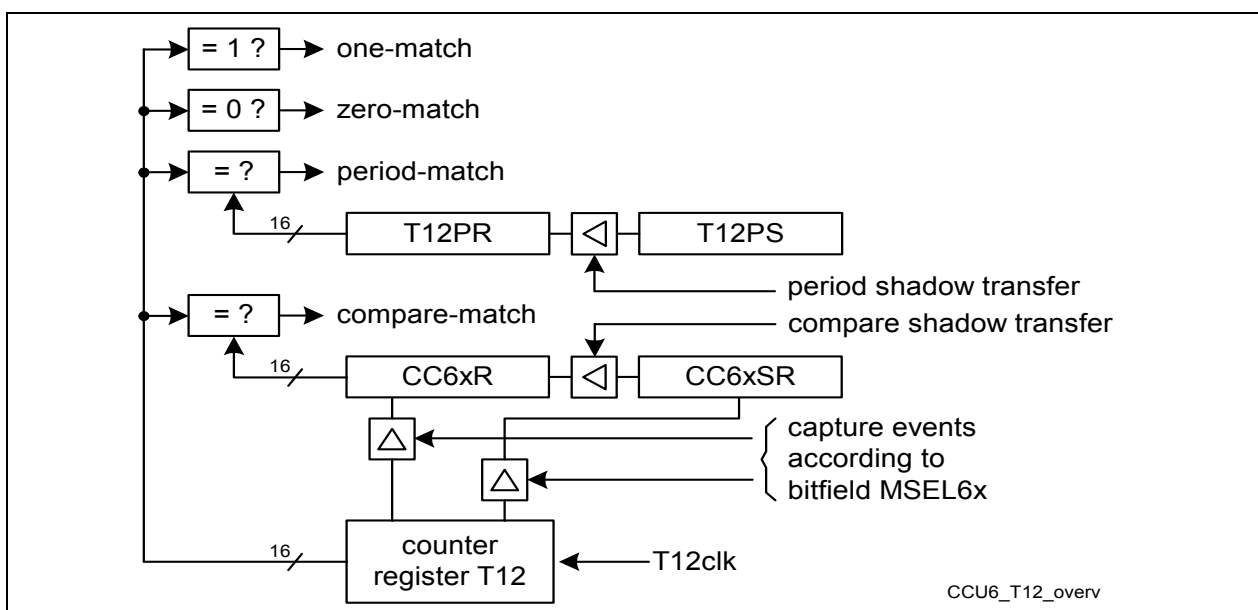 = 1 ?
one-match
= 0 ?
zero-match
= ?
period-match
16
T12PR
T12PS
period shadow transfer
= ?
compare-match
compare shadow transfer
16
CC6xR
CC6xSR
capture events
according to
bitfield MSEL6x
16
counter
register T12
T12clk
CCU6_T12_overv